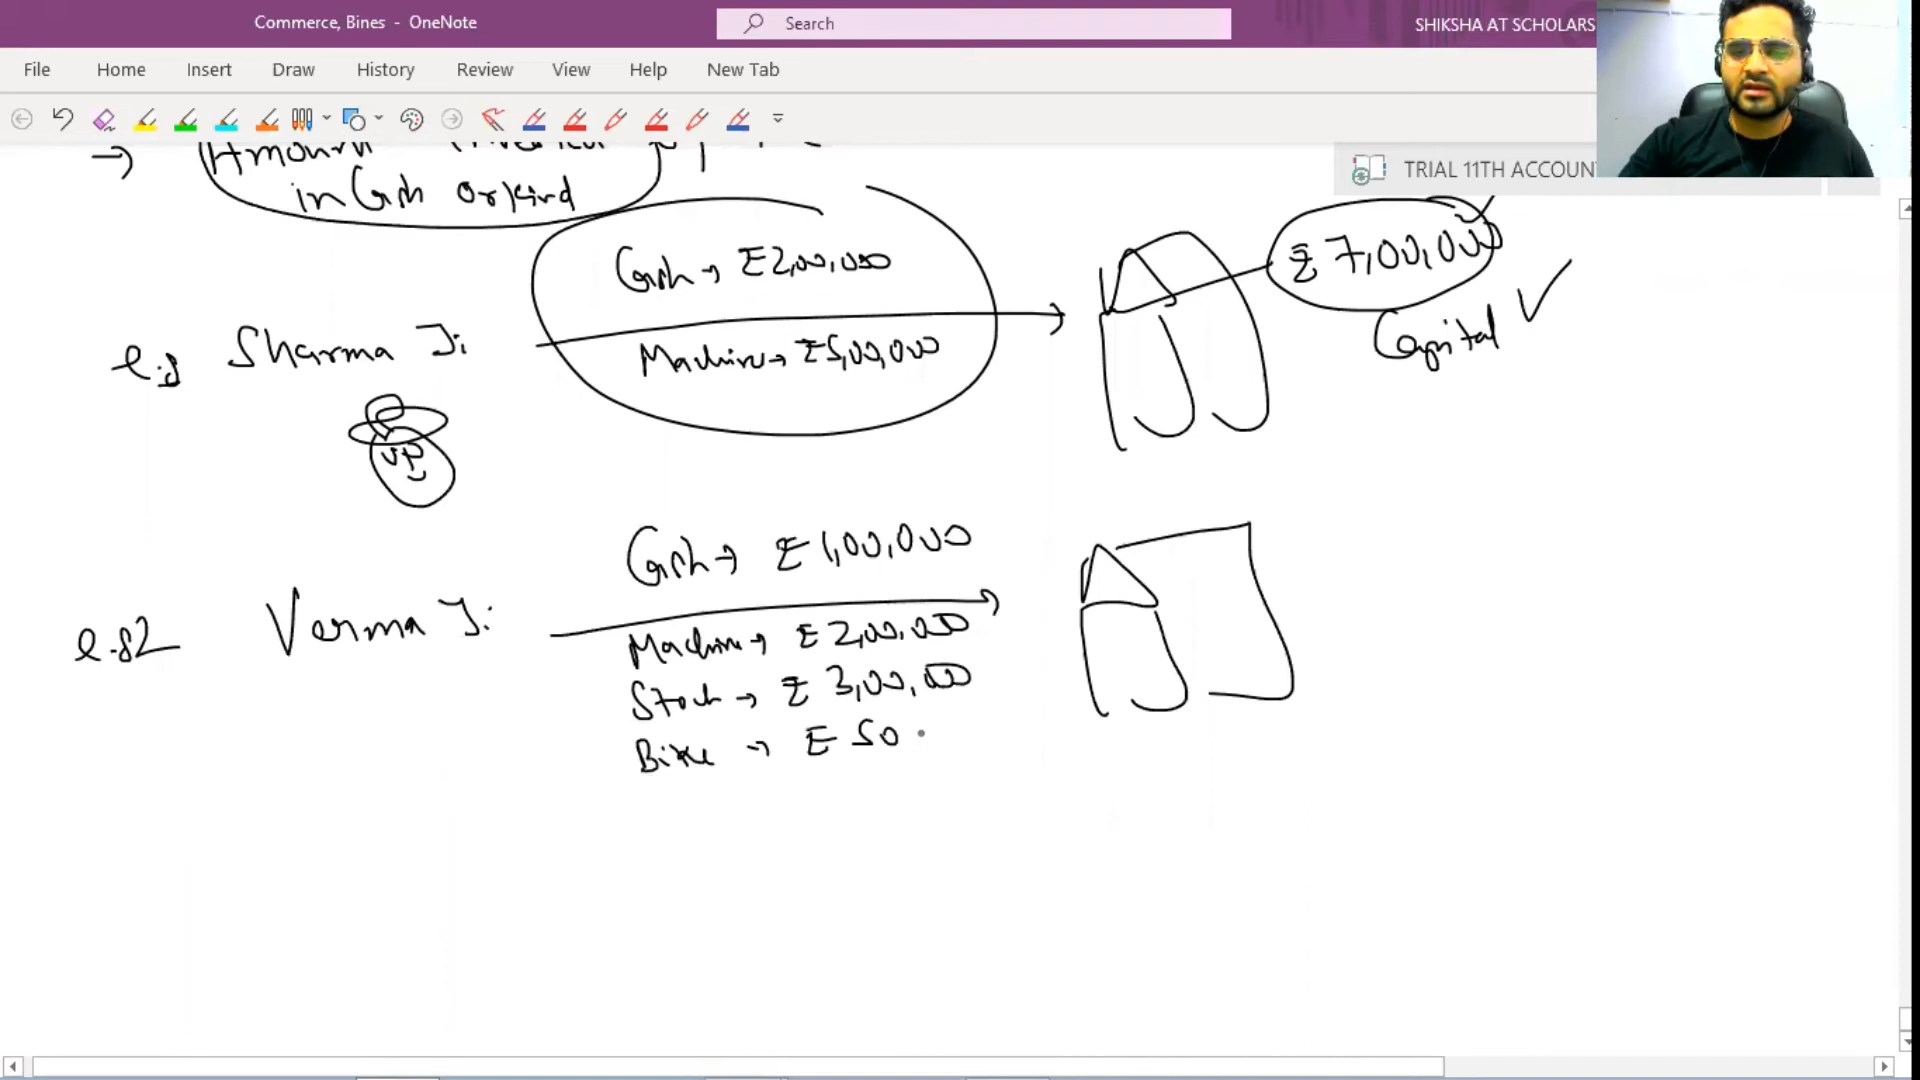 Commerce, Bines - OneNote
Search
SHIKSHA AT SCHOLARS
File Home Insert Draw History Review View Help New Tab
TRIAL 11TH ACCOUN
→ Amount
in Cash or Kind
Cash → ₹2,00,000
₹ 7,00,000
e.g Sharma Ji
Machine → ₹5,00,000
Capital ✓
Cash → ₹ 1,00,000
e.g2 Verma Ji
Machine → ₹ 2,00,000
Stock → ₹ 3,00,000
Bike → ₹ 50